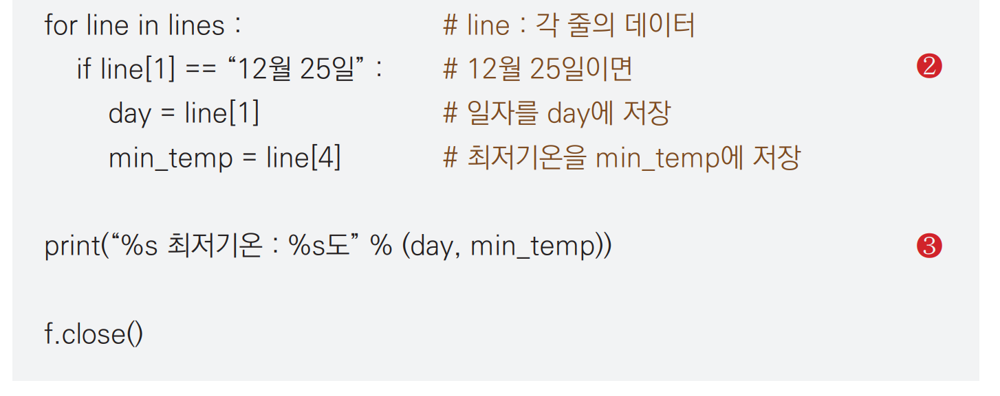 for line in lines : # line : 각 줄의 데이터
if line[1] == “12월 25일” : # 12월 25일이면 ❷
day = line[1] # 일자를 day에 저장
min_temp = line[4] # 최저기온을 min_temp에 저장
print(“%s 최저기온 : %s도” % (day, min_temp)) ❸
f.close()